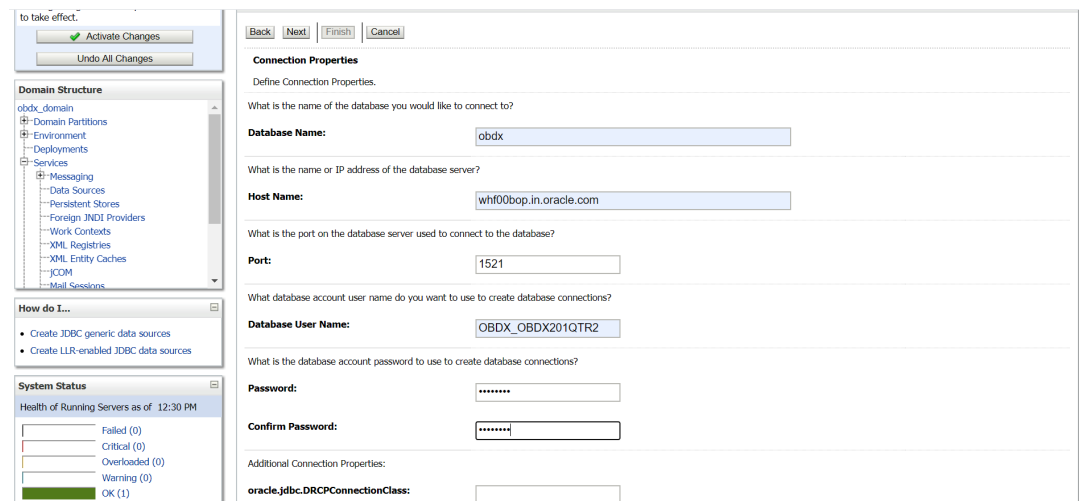 to take effect.
Activate Changes
Undo All Changes
Domain Structure
obdx_domain
Domain Partitions
Environment
Deployments
Services
Messaging
Data Sources
Persistent Stores
Foreign JNDI Providers
Work Contexts
XML Registries
XML Entity Caches
jCOM
Mail Sessions
How do I...
Create JDBC generic data sources
Create LLR-enabled JDBC data sources
System Status
Health of Running Servers as of 12:30 PM
Failed (0)
Critical (0)
Overloaded (0)
Warning (0)
OK (1)
Back Next Finish Cancel
Connection Properties
Define Connection Properties.
What is the name of the database you would like to connect to?
Database Name: obdx
What is the name or IP address of the database server?
Host Name: whf00bop.in.oracle.com
What is the port on the database server used to connect to the database?
Port: 1521
What database account user name do you want to use to create database connections?
Database User Name: OBDX_OBDX201QTR2
What is the database account password to use to create database connections?
Password: ••••••••
Confirm Password: ••••••••
Additional Connection Properties:
oracle.jdbc.DRCPConnectionClass: